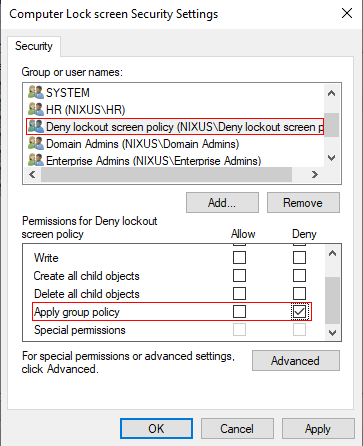 Computer Lock screen Security Settings
Security
Group or user names:
SYSTEM
HR (NIXUS\HR)
Deny lockout screen policy (NIXUS\Deny lockout screen p
Domain Admins (NIXUS\Domain Admins)
Enterprise Admins (NIXUS\Enterprise Admins)
Add...
Remove
Permissions for Deny lockout
screen policy
Allow
Deny
Write
Create all child objects
Delete all child objects
Apply group policy
Special permissions
For special permissions or advanced settings,
click Advanced.
Advanced
OK
Cancel
Apply